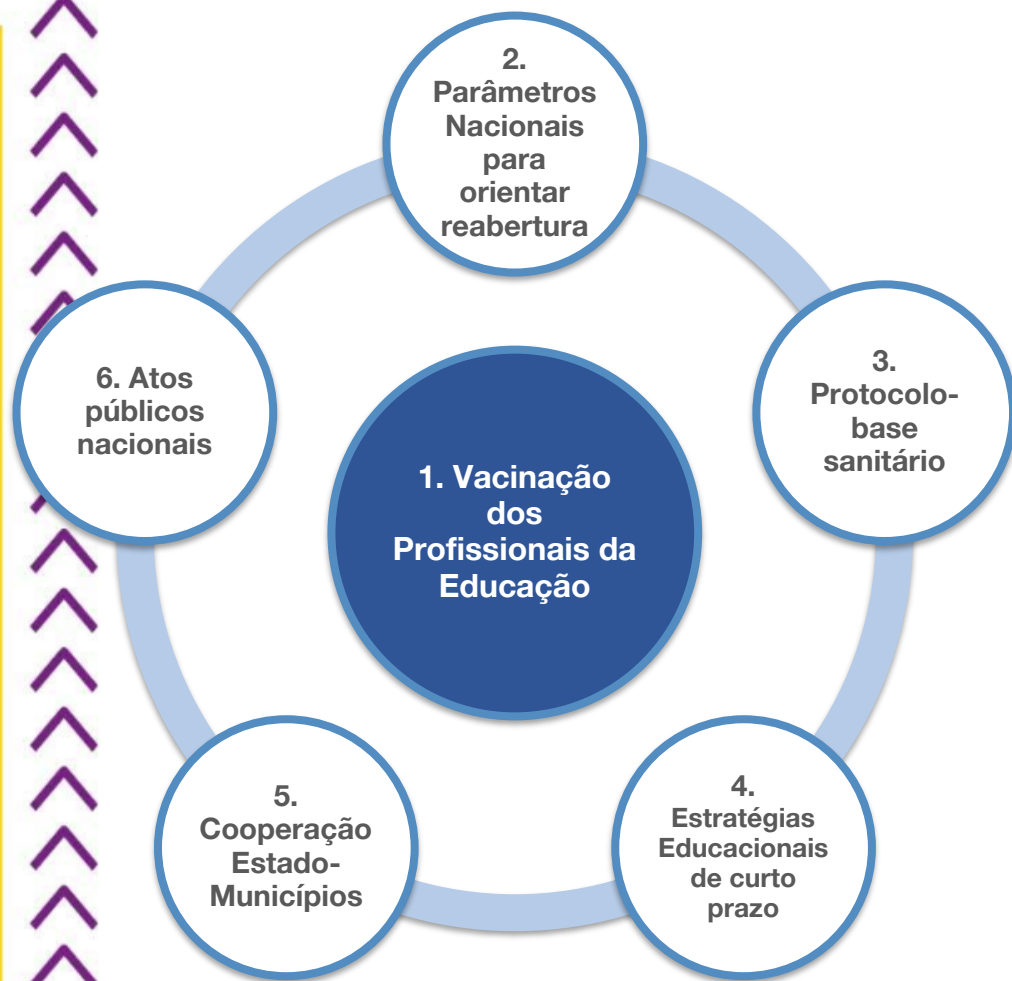 1. Vacinação
dos
Profissionais da
Educação
2.
Parâmetros
Nacionais
para
orientar
reabertura
3.
Protocolo-
base
sanitário
4.
Estratégias
Educacionais
de curto
prazo
5.
Cooperação
Estado-
Municípios
6. Atos
públicos
nacionais